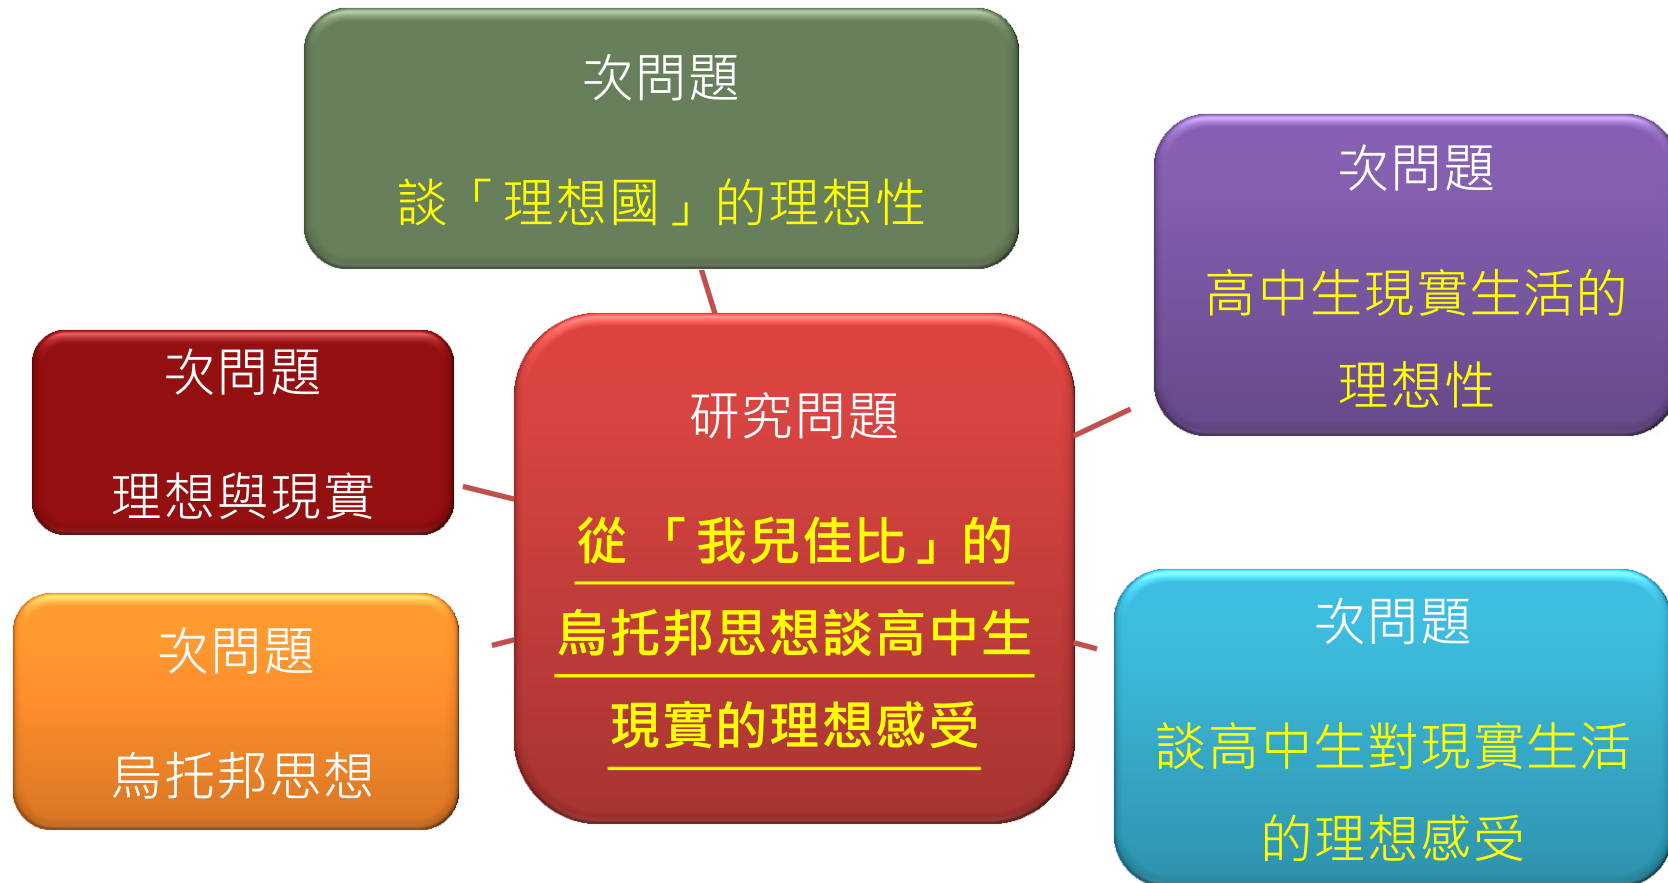 次問題
談「理想國」的理想性
次問題
高中生現實生活的
理想性
次問題
理想與現實
研究問題
從 「我兒佳比」的
烏托邦思想談高中生
現實的理想感受
次問題
烏托邦思想
次問題
談高中生對現實生活
的理想感受